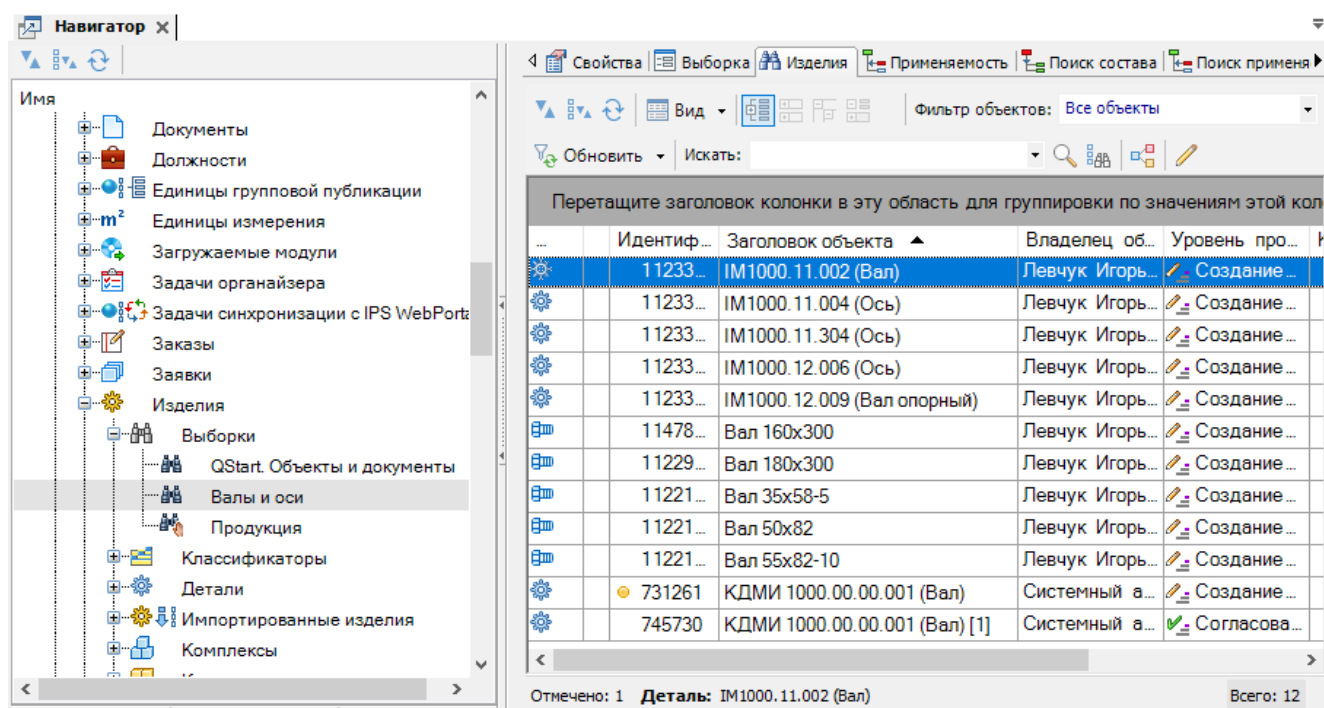 Навигатор
Имя
Документы
Должности
Единицы групповой публикации
m² Единицы измерения
Загружаемые модули
Задачи органайзера
Задачи синхронизации с IPS WebPorta
Заказы
Заявки
Изделия
Выборки
QStart. Объекты и документы
Валы и оси
Продукция
Классификаторы
Детали
Импортированные изделия
Комплексы
Свойства Выборка Изделия Применяемость Поиск состава Поиск применя
Вид Фильтр объектов: Все объекты
Обновить Искать:
Перетащите заголовок колонки в эту область для группировки по значениям этой кол
... Идентиф... Заголовок объекта Владелец об... Уровень про...
11233... IM1000.11.002 (Вал) Левчук Игорь... Создание...
11233... IM1000.11.004 (Ось) Левчук Игорь... Создание...
11233... IM1000.11.304 (Ось) Левчук Игорь... Создание...
11233... IM1000.12.006 (Ось) Левчук Игорь... Создание...
11233... IM1000.12.009 (Вал опорный) Левчук Игорь... Создание...
11478... Вал 160x300 Левчук Игорь... Создание...
11229... Вал 180x300 Левчук Игорь... Создание...
11221... Вал 35x58-5 Левчук Игорь... Создание...
11221... Вал 50x82 Левчук Игорь... Создание...
11221... Вал 55x82-10 Левчук Игорь... Создание...
731261 КДМИ 1000.00.00.001 (Вал) Системный а... Создание...
745730 КДМИ 1000.00.00.001 (Вал) [1] Системный а... Согласова...
Отмечено: 1 Деталь: IM1000.11.002 (Вал) Всего: 12